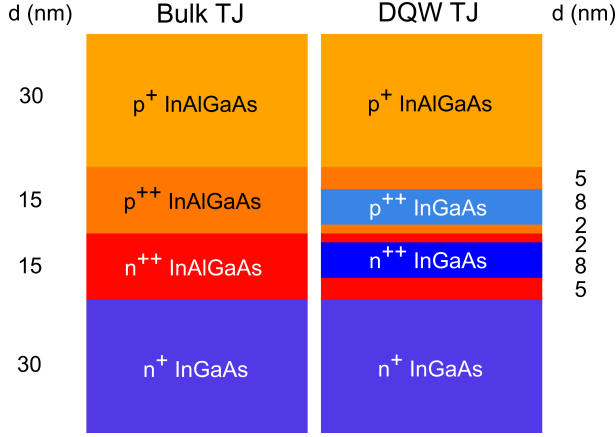 d (nm) Bulk TJ DQW TJ d (nm)
30 p⁺ InAlGaAs p⁺ InAlGaAs
5
15 p⁺⁺ InAlGaAs p⁺⁺ InGaAs 8
2
2
15 n⁺⁺ InAlGaAs n⁺⁺ InGaAs 8
5
30 n⁺ InGaAs n⁺ InGaAs